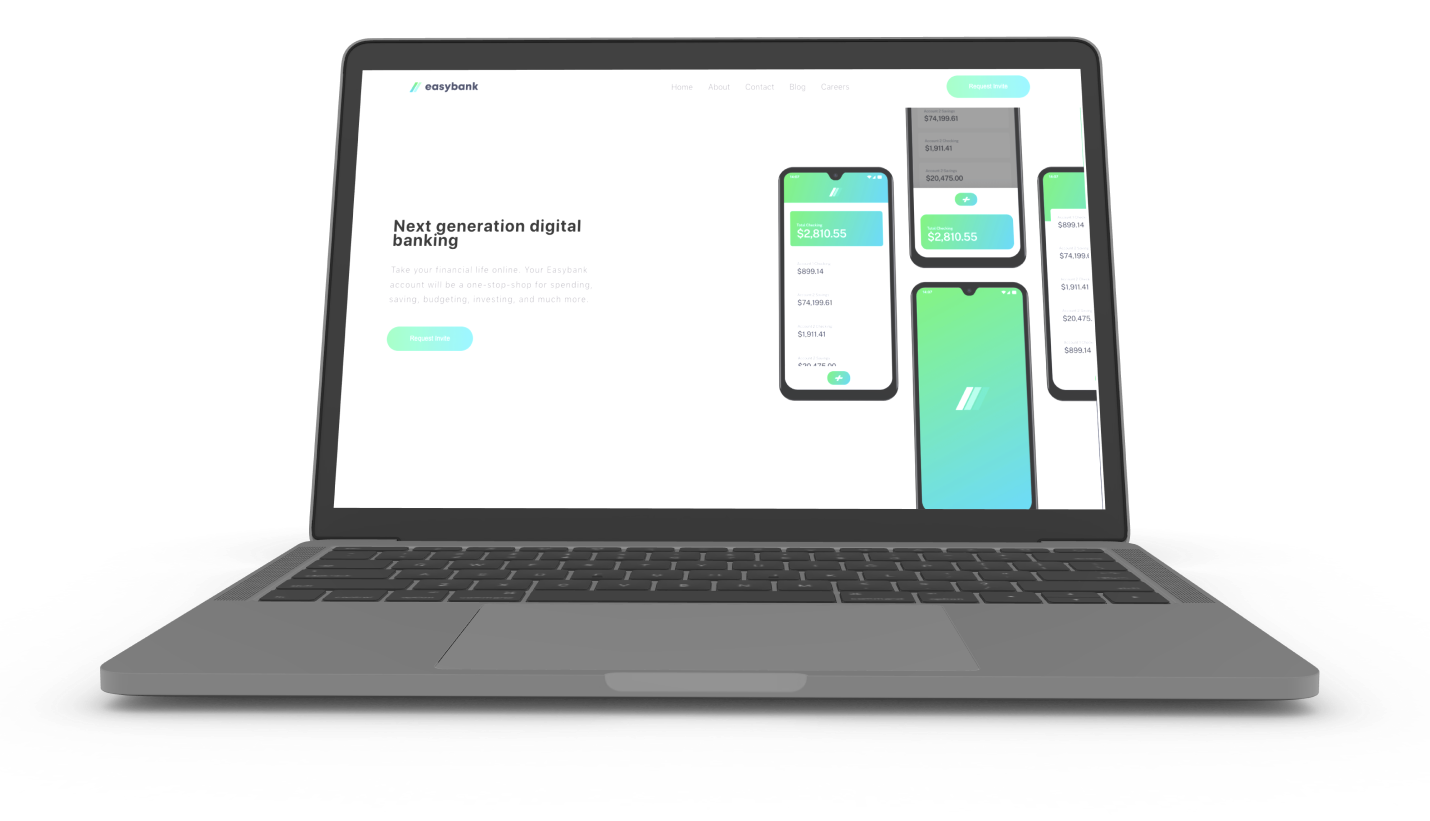 easybank
Home About Contact Blog Careers
Request Invite
Next generation digital
banking
Take your financial life online. Your Easybank
account will be a one-stop-shop for spending,
saving, budgeting, investing, and much more.
Request Invite
$2,810.55
$899.14
$74,199.61
$1,911.41
$20,475.00
$74,199.61
$1,911.41
$20,475.00
$2,810.55
$899.14
$74,199.6
$1,911.41
$20,475.
$899.14